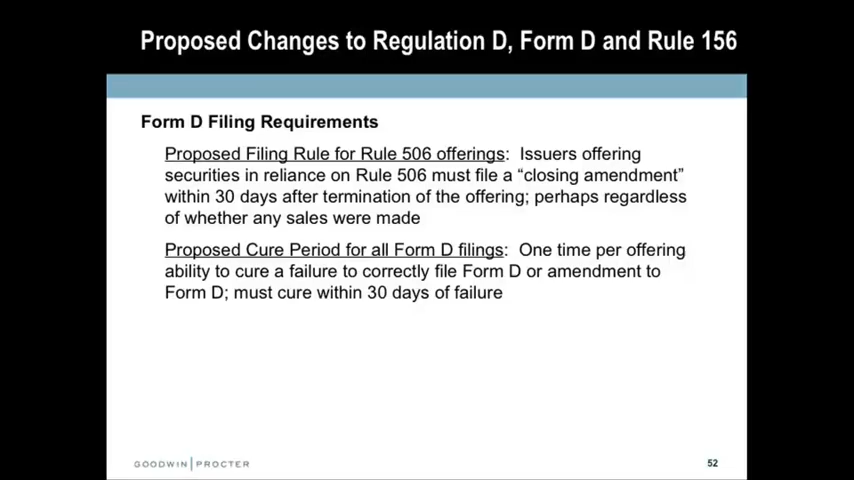 Proposed Changes to Regulation D, Form D and Rule 156
Form D Filing Requirements
Proposed Filing Rule for Rule 506 offerings: Issuers offering
securities in reliance on Rule 506 must file a “closing amendment”
within 30 days after termination of the offering; perhaps regardless
of whether any sales were made
Proposed Cure Period for all Form D filings: One time per offering
ability to cure a failure to correctly file Form D or amendment to
Form D; must cure within 30 days of failure
GOODWIN | PROCTER
52